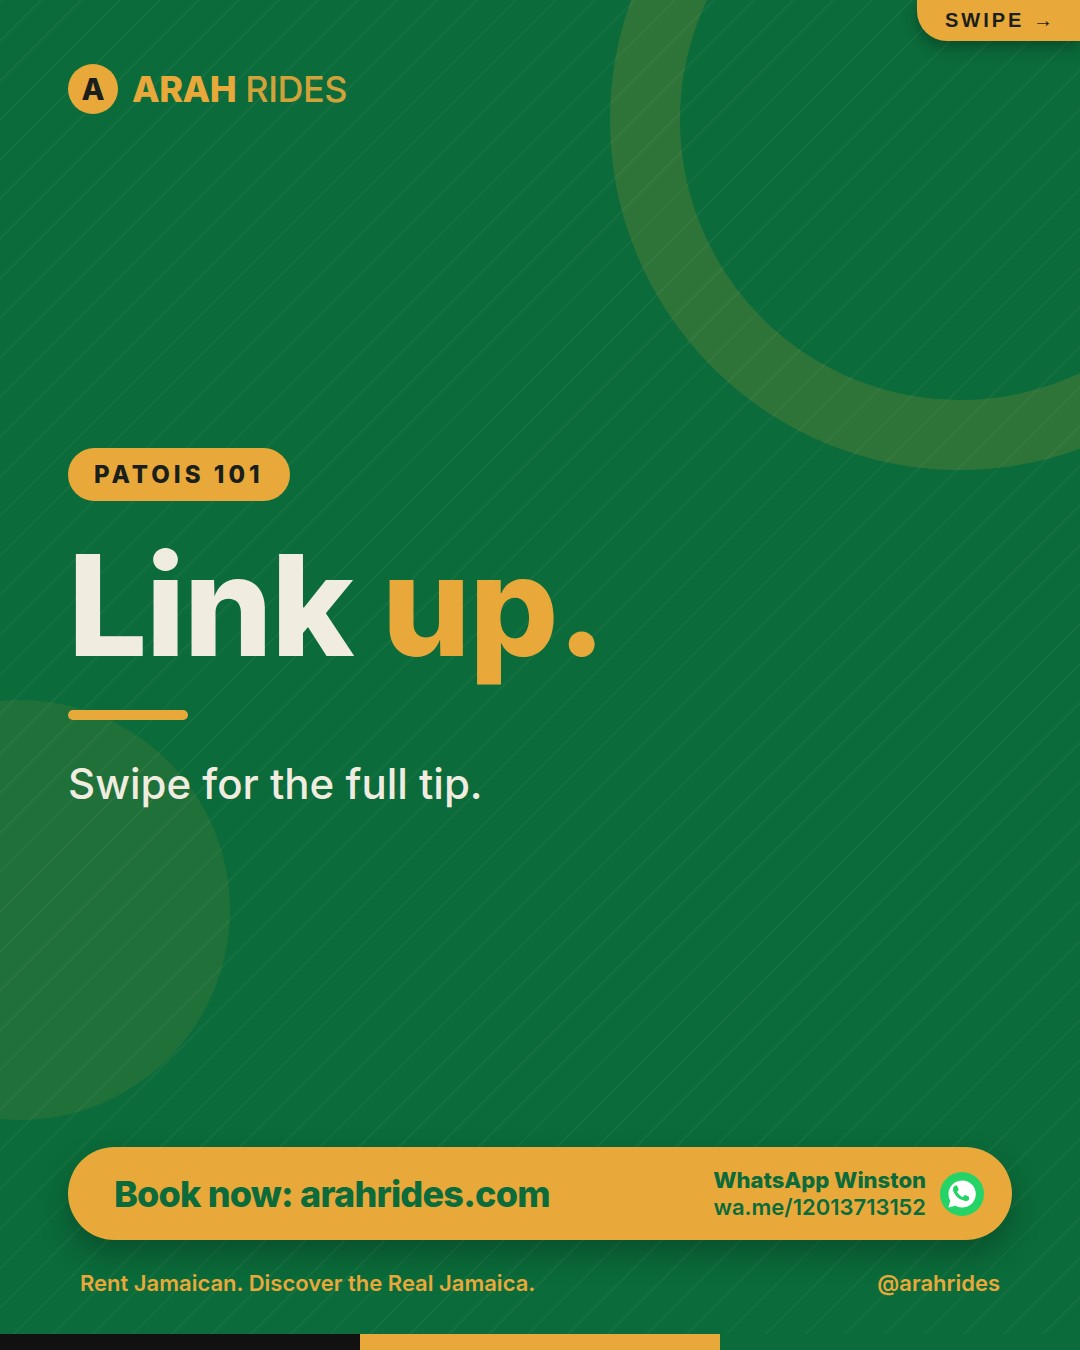 SWIPE →
A ARAH RIDES
PATOIS 101
Link up.
Swipe for the full tip.
Book now: arahrides.com
WhatsApp Winston
wa.me/12013713152
Rent Jamaican. Discover the Real Jamaica.
@arahrides